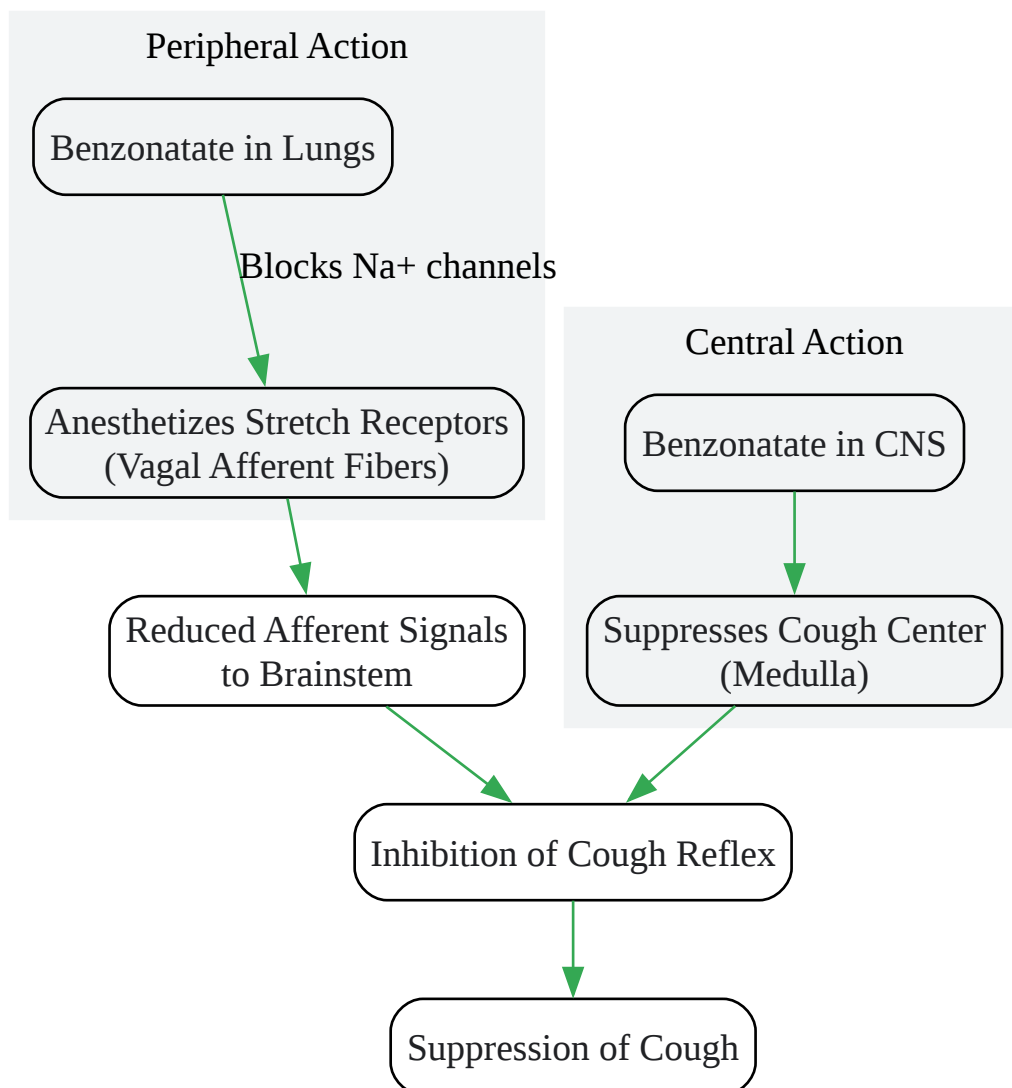 Peripheral Action
Benzonatate in Lungs
Blocks Na+ channels
Anesthetizes Stretch Receptors
(Vagal Afferent Fibers)
Central Action
Benzonatate in CNS
Reduced Afferent Signals
to Brainstem
Suppresses Cough Center
(Medulla)
Inhibition of Cough Reflex
Suppression of Cough